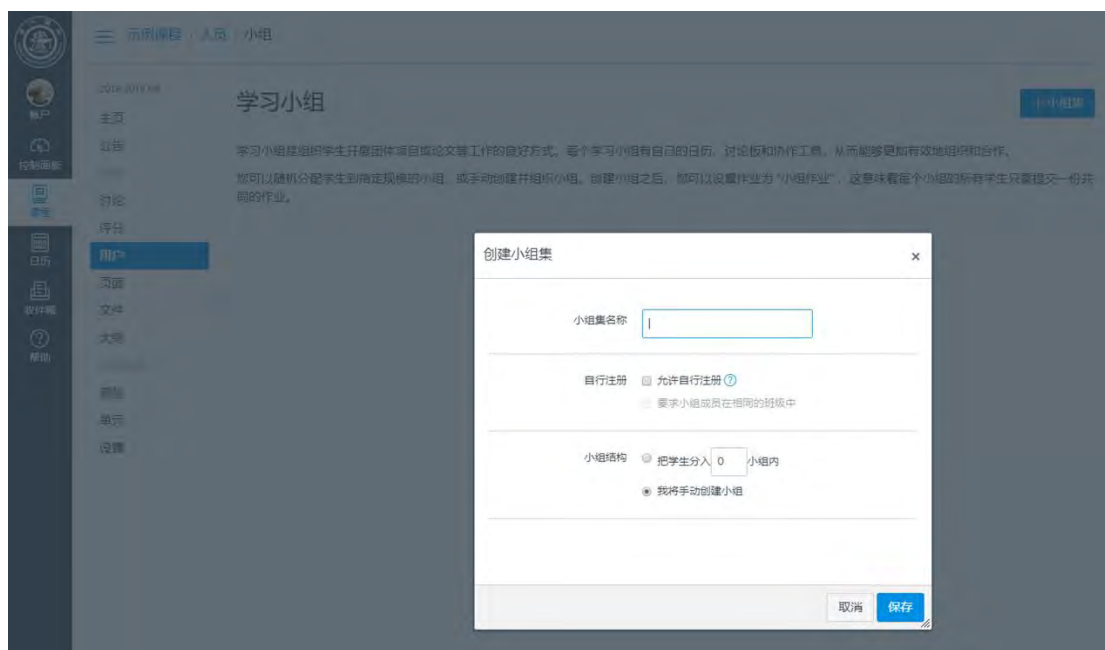 示例课程 › 人员 › 小组
账户
控制面板
课程
日历
收件箱
帮助
主页
公告
讨论
评分
用户
页面
文件
大纲
测验
单元
设置
学习小组
+ 小组集
学习小组是组织学生开展团体项目或论文等工作的良好方式。每个学习小组有自己的日历、讨论板和协作工具，从而能够更加有效地组织和合作。
您可以随机分配学生到指定规模的小组，或手动创建并组织小组。创建小组之后，您可以设置作业为“小组作业”，这意味着每个小组的所有学生只要提交一份共
同的作业。
创建小组集
×
小组集名称
自行注册 允许自行注册 ?
要求小组成员在相同的班级中
小组结构 把学生分入 0 小组内
我将手动创建小组
取消 保存